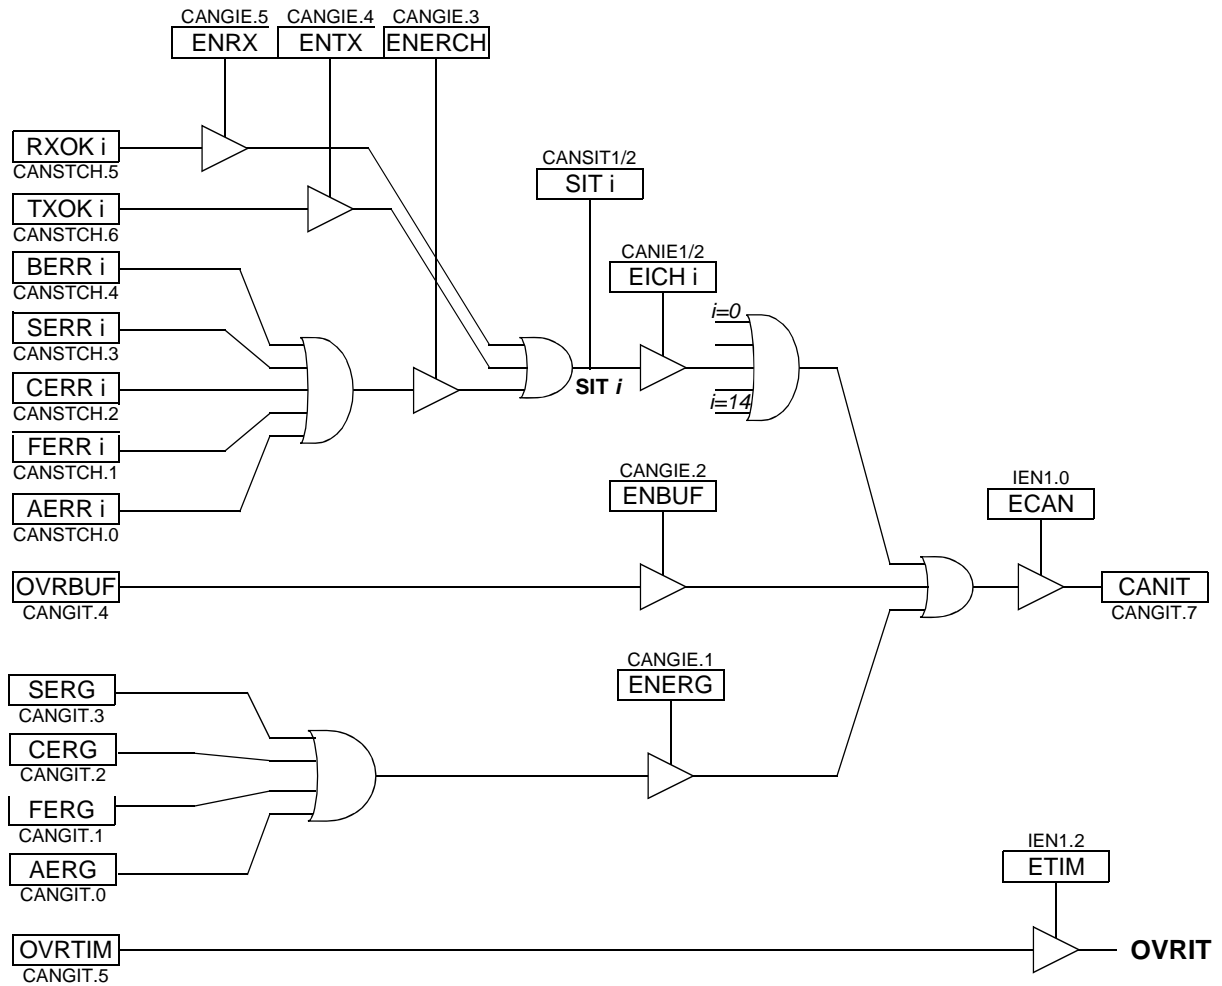 CANGIE.5 CANGIE.4 CANGIE.3
ENRX ENTX ENERCH
RXOK i
CANSTCH.5
TXOK i
CANSTCH.6
BERR i
CANSTCH.4
SERR i
CANSTCH.3
CERR i
CANSTCH.2
FERR i
CANSTCH.1
AERR i
CANSTCH.0
CANSIT1/2
SIT i
SIT i
CANIE1/2
EICH i
i=0
i=14
CANGIE.2
ENBUF
OVRBUF
CANGIT.4
IEN1.0
ECAN
CANIT
CANGIT.7
CANGIE.1
ENERG
SERG
CANGIT.3
CERG
CANGIT.2
FERG
CANGIT.1
AERG
CANGIT.0
IEN1.2
ETIM
OVRTIM
CANGIT.5
OVRIT